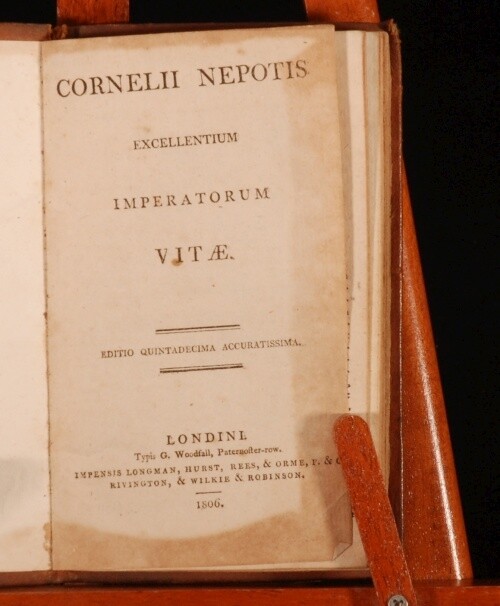 CORNELII NEPOTIS
EXCELLENTIUM
IMPERATORUM
VITÆ.
EDITIO QUINTADECIMA ACCURATISSIMA.
LONDINI,
Typis G. Woodfall, Paternoſter-row.
IMPENSIS LONGMAN, HURST, REES, & ORME, F. &
RIVINGTON, & WILKIE & ROBINSON.
1806.